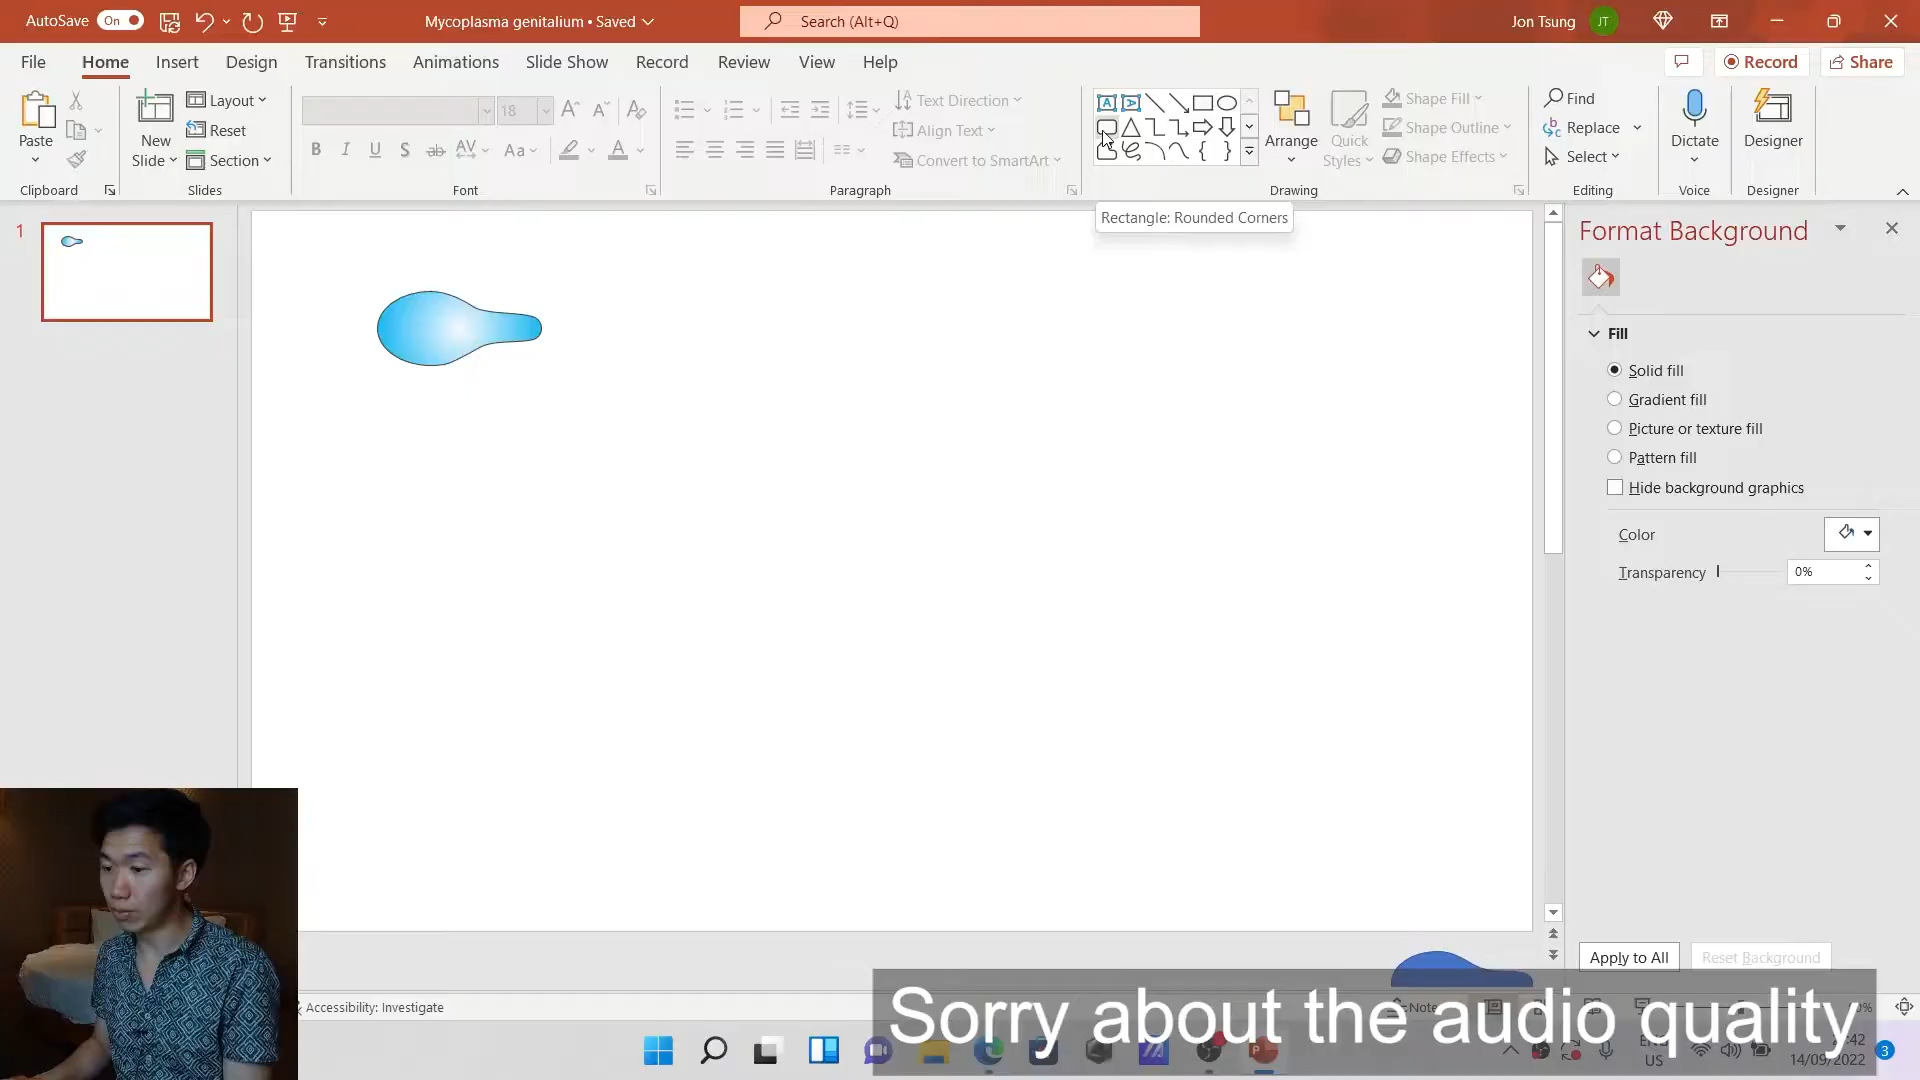 AutoSave On Mycoplasma genitalium • Saved Search (Alt+Q) Jon Tsung JT
File Home Insert Design Transitions Animations Slide Show Record Review View Help Record Share
Paste
New
Slide
Layout
Reset
Section
18
B I U S ab AV Aa
Text Direction
Align Text
Convert to SmartArt
Arrange
Quick
Styles
Shape Fill
Shape Outline
Shape Effects
Find
Replace
Select
Dictate
Designer
Clipboard Slides Font Paragraph Drawing Editing Voice Designer
Rectangle: Rounded Corners
1
Format Background
Fill
Solid fill
Gradient fill
Picture or texture fill
Pattern fill
Hide background graphics
Color
Transparency 0%
Apply to All Reset Background
Accessibility: Investigate
Sorry about the audio quality
US
14/09/2022
3